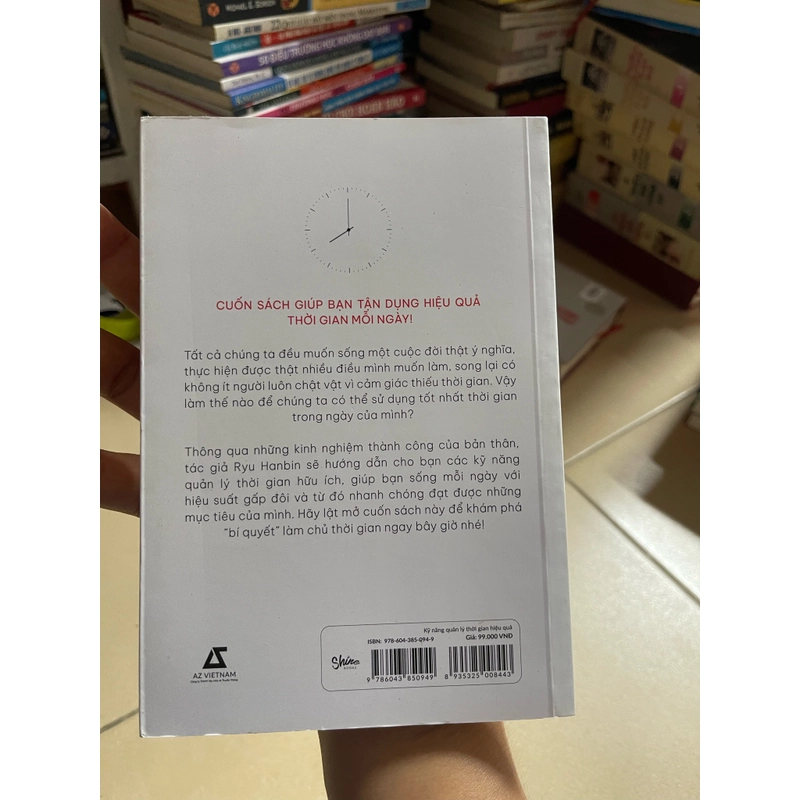 MICHAEL E. GERBER
CUỐN SÁCH GIÚP BẠN TẬN DỤNG HIỆU QUẢ
THỜI GIAN MỖI NGÀY!
Tất cả chúng ta đều muốn sống một cuộc đời thật ý nghĩa,
thực hiện được thật nhiều điều mình muốn làm, song lại có
không ít người luôn chật vật vì cảm giác thiếu thời gian. Vậy
làm thế nào để chúng ta có thể sử dụng tốt nhất thời gian
trong ngày của mình?
Thông qua những kinh nghiệm thành công của bản thân,
tác giả Ryu Hanbin sẽ hướng dẫn cho bạn các kỹ năng
quản lý thời gian hữu ích, giúp bạn sống mỗi ngày với
hiệu suất gấp đôi và từ đó nhanh chóng đạt được những
mục tiêu của mình. Hãy lật mở cuốn sách này để khám phá
“bí quyết” làm chủ thời gian ngay bây giờ nhé!
Kỹ năng quản lý thời gian hiệu quả
ISBN: 978-604-385-094-9
Giá: 99.000 VNĐ
Shine
BOOKS
9 786043 850949
8 935325 008443
AZ VIETNAM